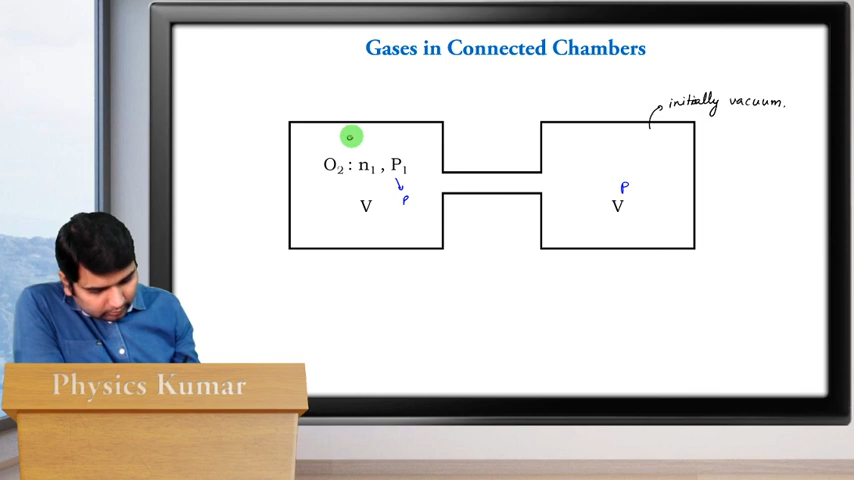 Gases in Connected Chambers
initially vacuum.
O₂ : n₁ , P₁
P
V
P
V
Physics Kumar